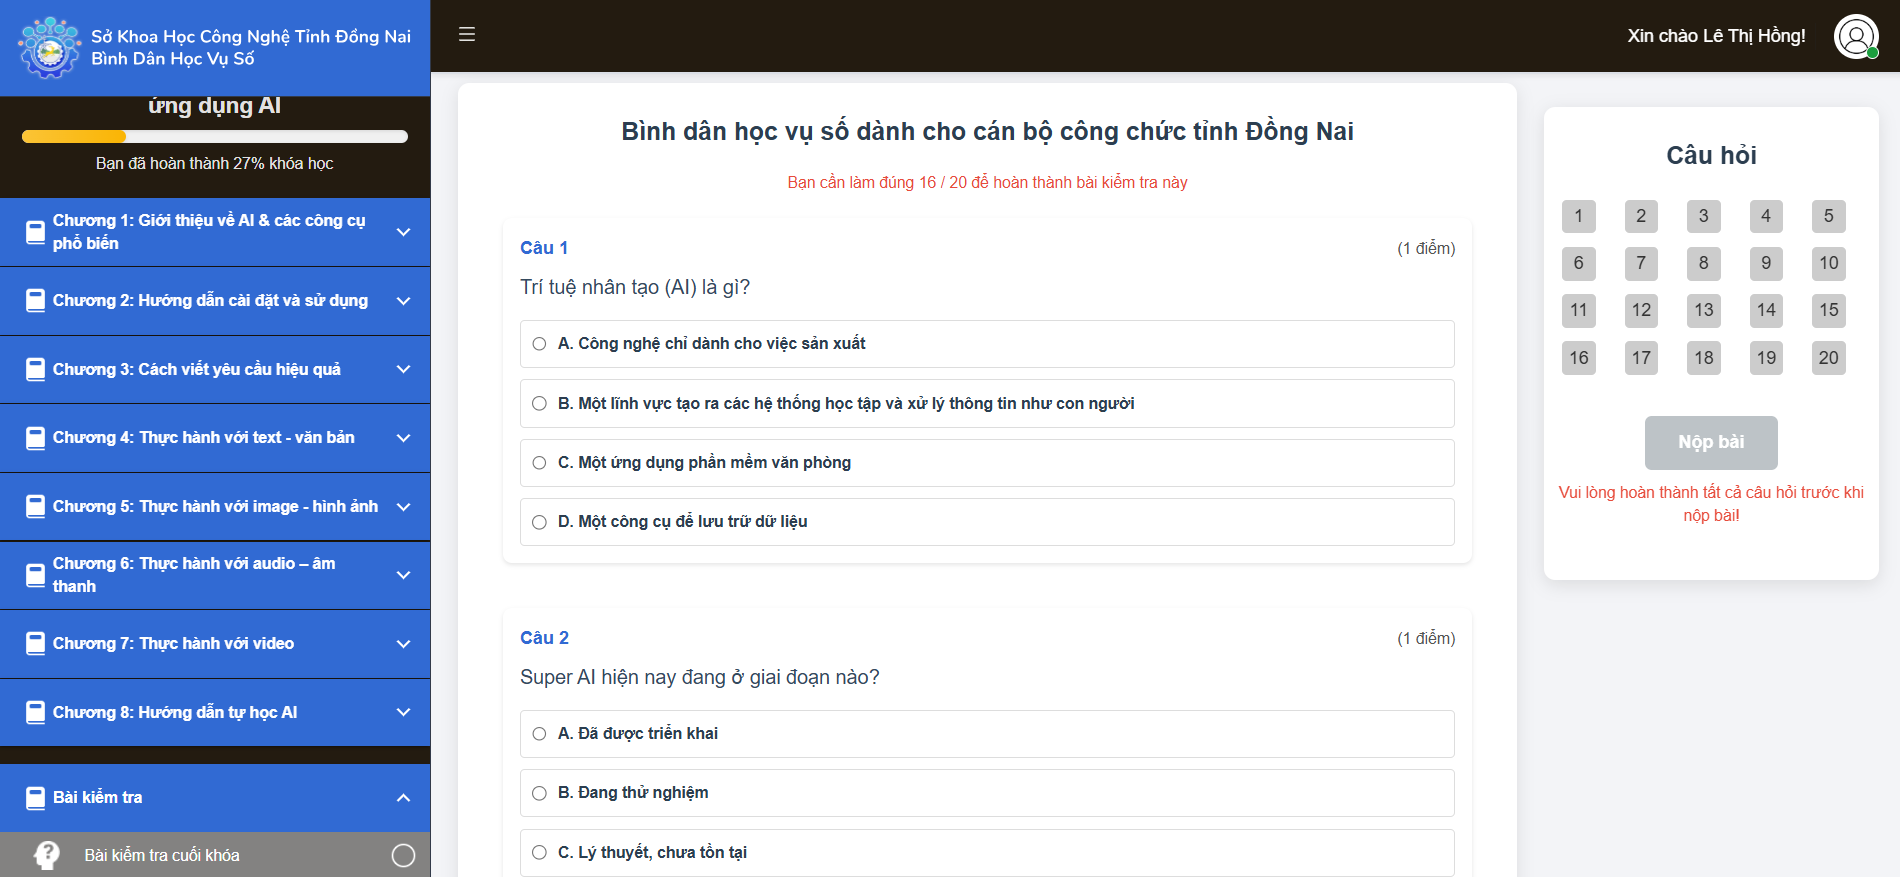 Sở Khoa Học Công Nghệ Tỉnh Đồng Nai
Bình Dân Học Vụ Số
ứng dụng AI
Bạn đã hoàn thành 27% khóa học
Chương 1: Giới thiệu về AI & các công cụ
phổ biến
Chương 2: Hướng dẫn cài đặt và sử dụng
Chương 3: Cách viết yêu cầu hiệu quả
Chương 4: Thực hành với text - văn bản
Chương 5: Thực hành với image - hình ảnh
Chương 6: Thực hành với audio – âm
thanh
Chương 7: Thực hành với video
Chương 8: Hướng dẫn tự học AI
Bài kiểm tra
Bài kiểm tra cuối khóa
Xin chào Lê Thị Hồng!
Bình dân học vụ số dành cho cán bộ công chức tỉnh Đồng Nai
Bạn cần làm đúng 16 / 20 để hoàn thành bài kiểm tra này
Câu 1 (1 điểm)
Trí tuệ nhân tạo (AI) là gì?
A. Công nghệ chỉ dành cho việc sản xuất
B. Một lĩnh vực tạo ra các hệ thống học tập và xử lý thông tin như con người
C. Một ứng dụng phần mềm văn phòng
D. Một công cụ để lưu trữ dữ liệu
Câu 2 (1 điểm)
Super AI hiện nay đang ở giai đoạn nào?
A. Đã được triển khai
B. Đang thử nghiệm
C. Lý thuyết, chưa tồn tại
Câu hỏi
1 2 3 4 5
6 7 8 9 10
11 12 13 14 15
16 17 18 19 20
Nộp bài
Vui lòng hoàn thành tất cả câu hỏi trước khi
nộp bài!